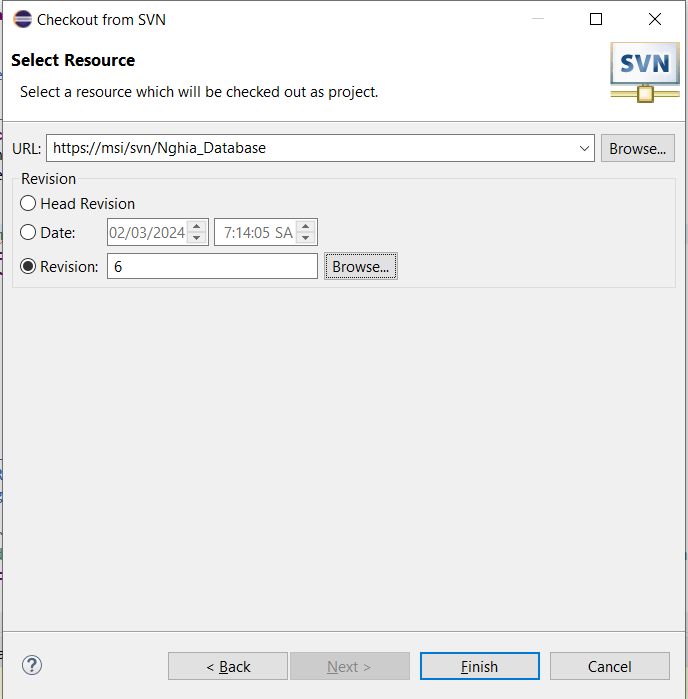 Checkout from SVN
Select Resource
Select a resource which will be checked out as project.
SVN
URL: https://msi/svn/Nghia_Database Browse...
Revision
Head Revision
Date: 02/03/2024 7:14:05 SA
Revision: 6 Browse...
? < Back Next > Finish Cancel